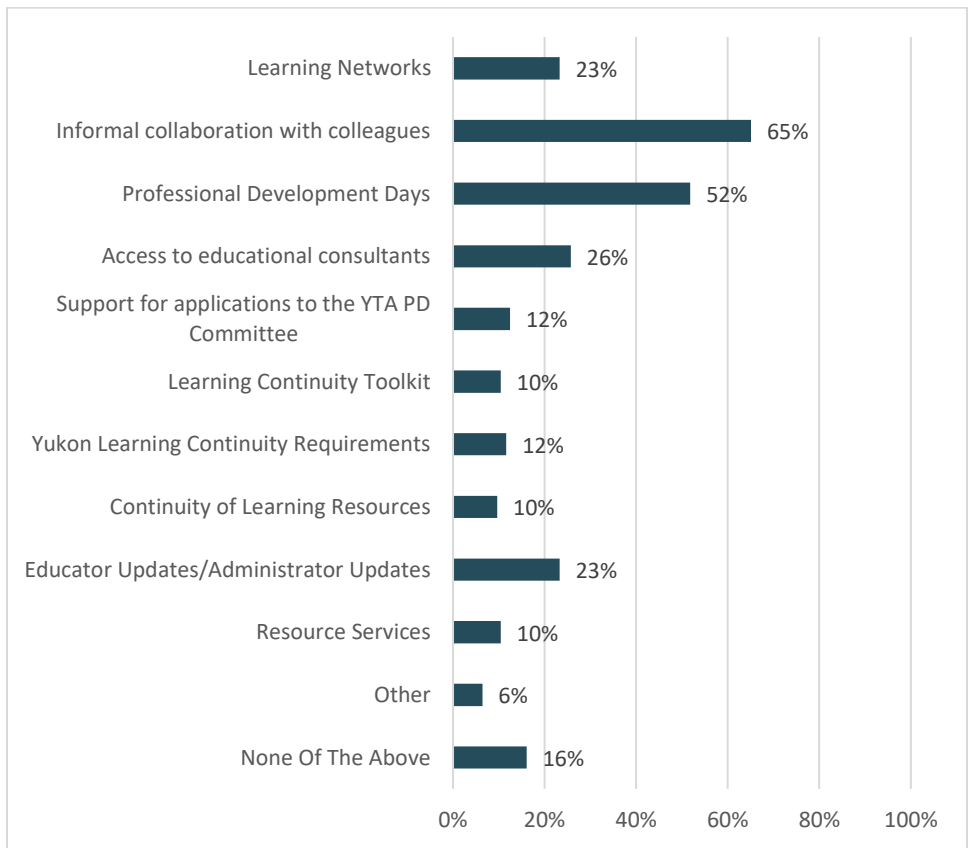 Learning Networks 23%
Informal collaboration with colleagues 65%
Professional Development Days 52%
Access to educational consultants 26%
Support for applications to the YTA PD
Committee 12%
Learning Continuity Toolkit 10%
Yukon Learning Continuity Requirements 12%
Continuity of Learning Resources 10%
Educator Updates/Administrator Updates 23%
Resource Services 10%
Other 6%
None Of The Above 16%
0% 20% 40% 60% 80% 100%